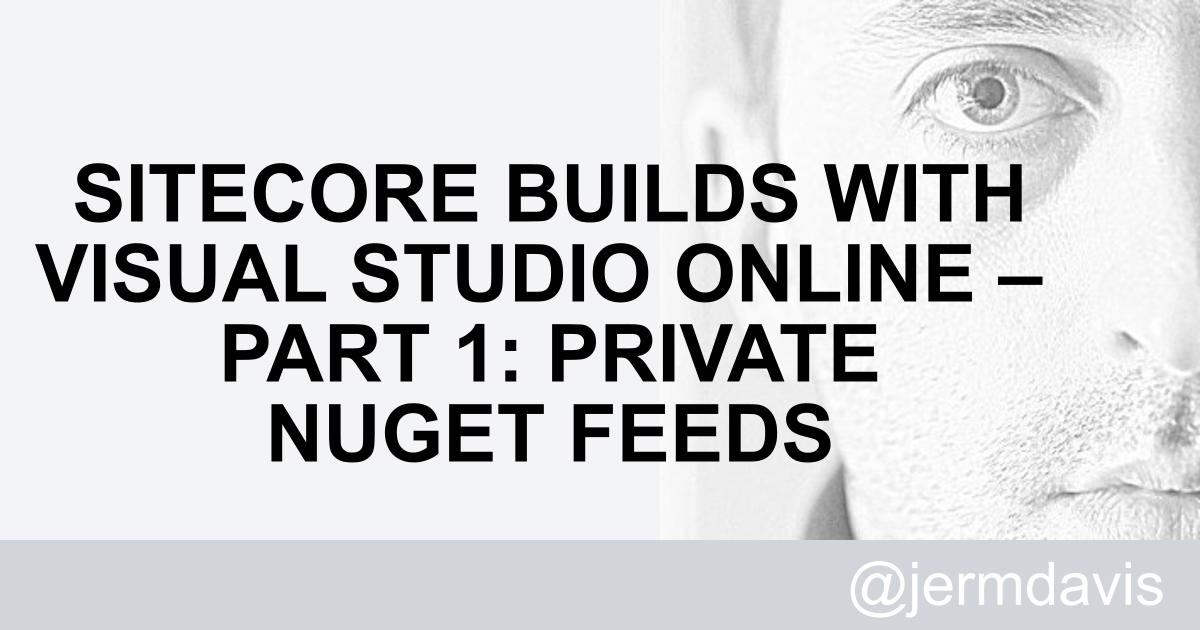 SITECORE BUILDS WITH
VISUAL STUDIO ONLINE –
PART 1: PRIVATE
NUGET FEEDS
@jermdavis